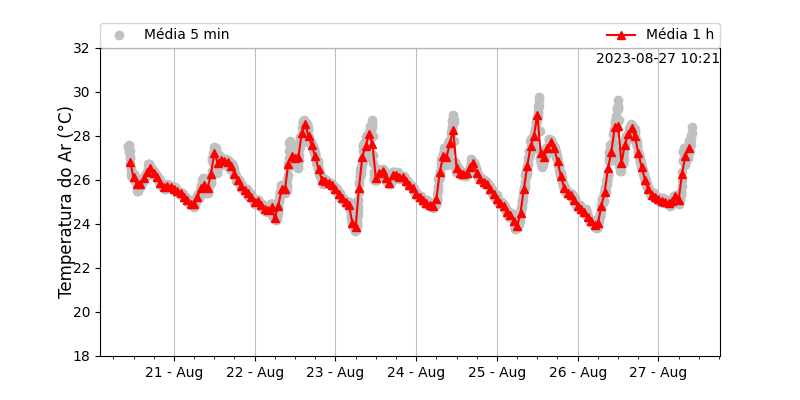 Média 5 min
Média 1 h
2023-08-27 10:21
Temperatura do Ar (°C)
32
30
28
26
24
22
20
18
21 - Aug
22 - Aug
23 - Aug
24 - Aug
25 - Aug
26 - Aug
27 - Aug